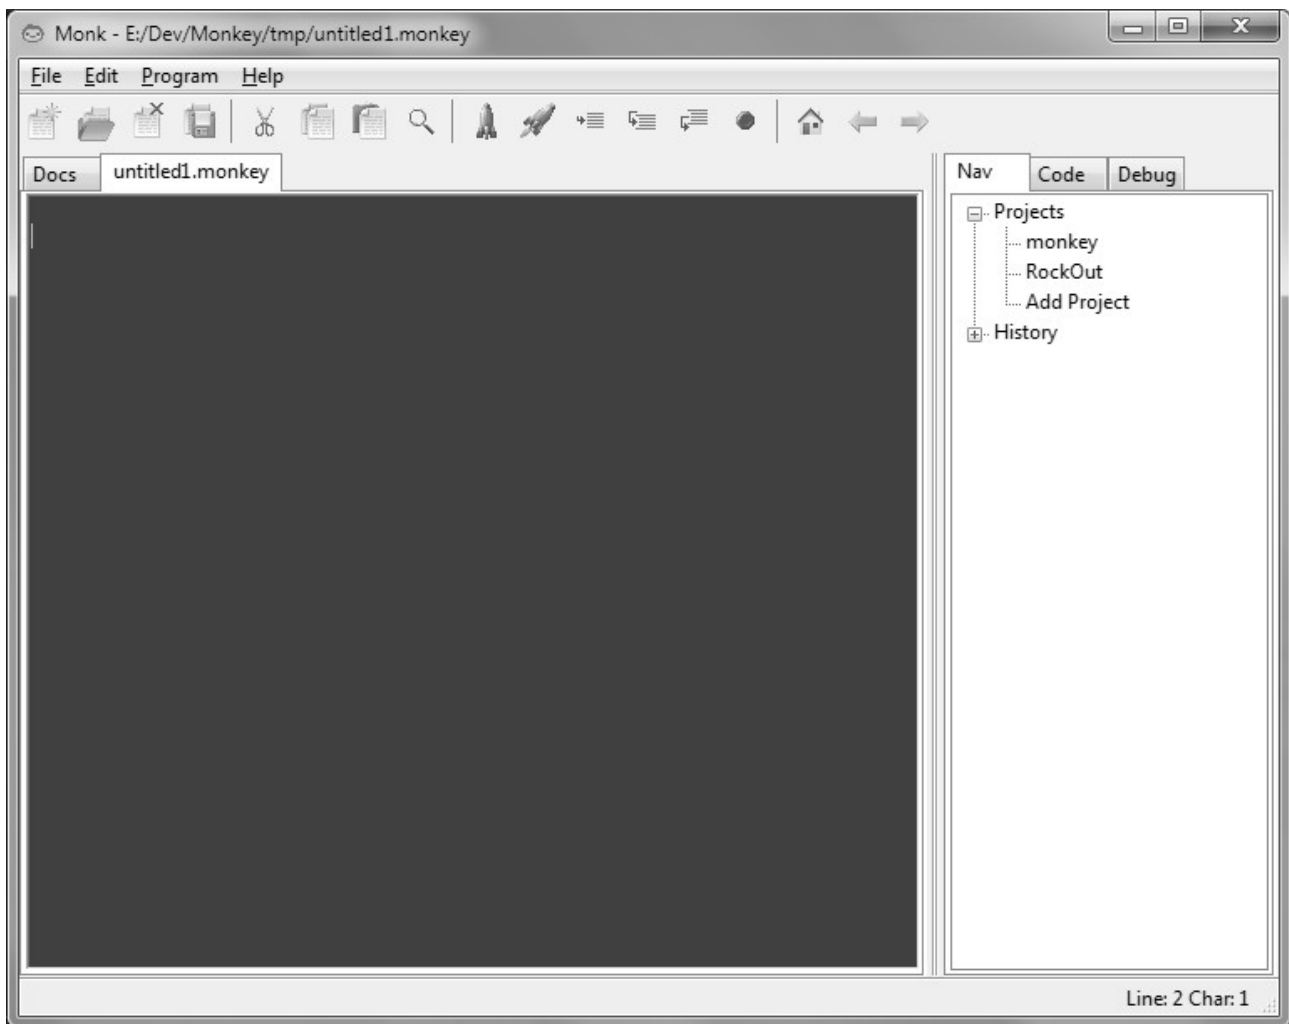 Monk - E:/Dev/Monkey/tmp/untitled1.monkey
File Edit Program Help
Docs untitled1.monkey
Nav Code Debug
Projects
monkey
RockOut
Add Project
History
Line: 2 Char: 1